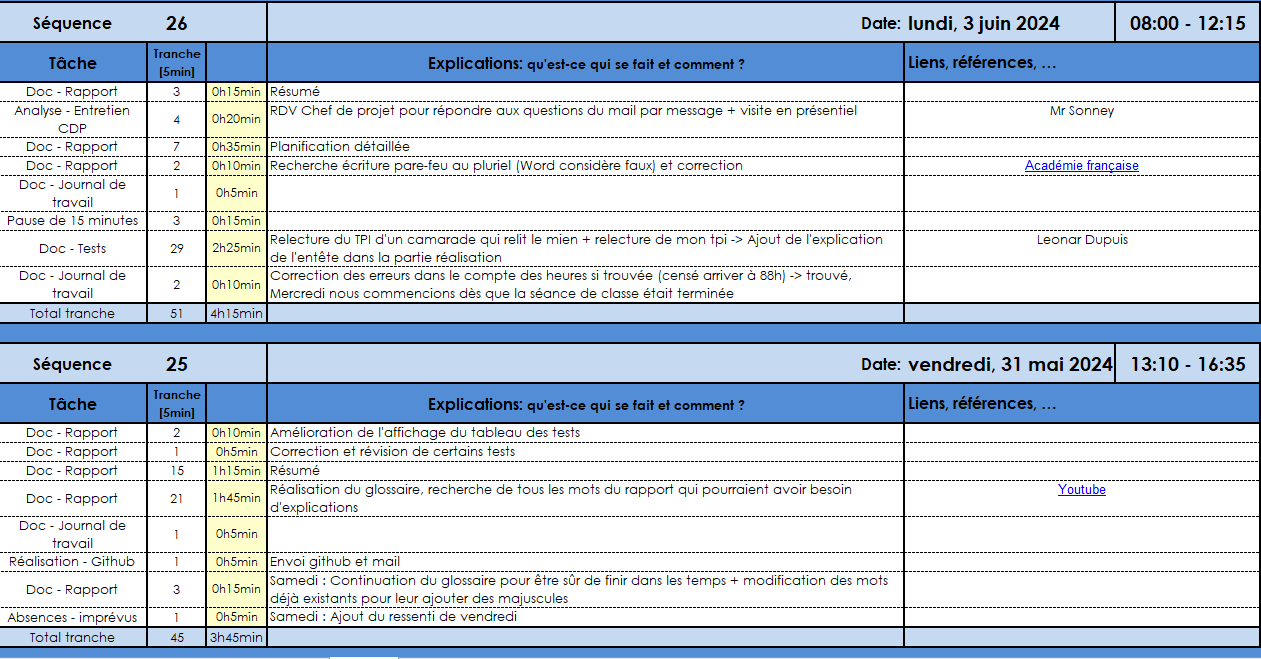 Séquence 26 Date: lundi, 3 juin 2024 08:00 - 12:15
Tâche Tranche [5min] Explications: qu'est-ce qui se fait et comment ? Liens, références, ...
Doc - Rapport 3 0h15min Résumé
Analyse - Entretien CDP 4 0h20min RDV Chef de projet pour répondre aux questions du mail par message + visite en présentiel Mr Sonney
Doc - Rapport 7 0h35min Planification détaillée
Doc - Rapport 2 0h10min Recherche écriture pare-feu au pluriel (Word considère faux) et correction Académie française
Doc - Journal de travail 1 0h5min
Pause de 15 minutes 3 0h15min
Doc - Tests 29 2h25min Relecture du TPI d'un camarade qui relit le mien + relecture de mon tpi -> Ajout de l'explication Leonar Dupuis
de l'entête dans la partie réalisation
Doc - Journal de travail 2 0h10min Correction des erreurs dans le compte des heures si trouvée (censé arriver à 88h) -> trouvé,
Mercredi nous commencions dès que la séance de classe était terminée
Total tranche 51 4h15min
Séquence 25 Date: vendredi, 31 mai 2024 13:10 - 16:35
Tâche Tranche [5min] Explications: qu'est-ce qui se fait et comment ? Liens, références, ...
Doc - Rapport 2 0h10min Amélioration de l'affichage du tableau des tests
Doc - Rapport 1 0h5min Correction et révision de certains tests
Doc - Rapport 15 1h15min Résumé
Doc - Rapport 21 1h45min Réalisation du glossaire, recherche de tous les mots du rapport qui pourraient avoir besoin Youtube
d'explications
Doc - Journal de travail 1 0h5min
Réalisation - Github 1 0h5min Envoi github et mail
Doc - Rapport 3 0h15min Samedi : Continuation du glossaire pour être sûr de finir dans les temps + modification des mots
déjà existants pour leur ajouter des majuscules
Absences - imprévus 1 0h5min Samedi : Ajout du ressenti de vendredi
Total tranche 45 3h45min